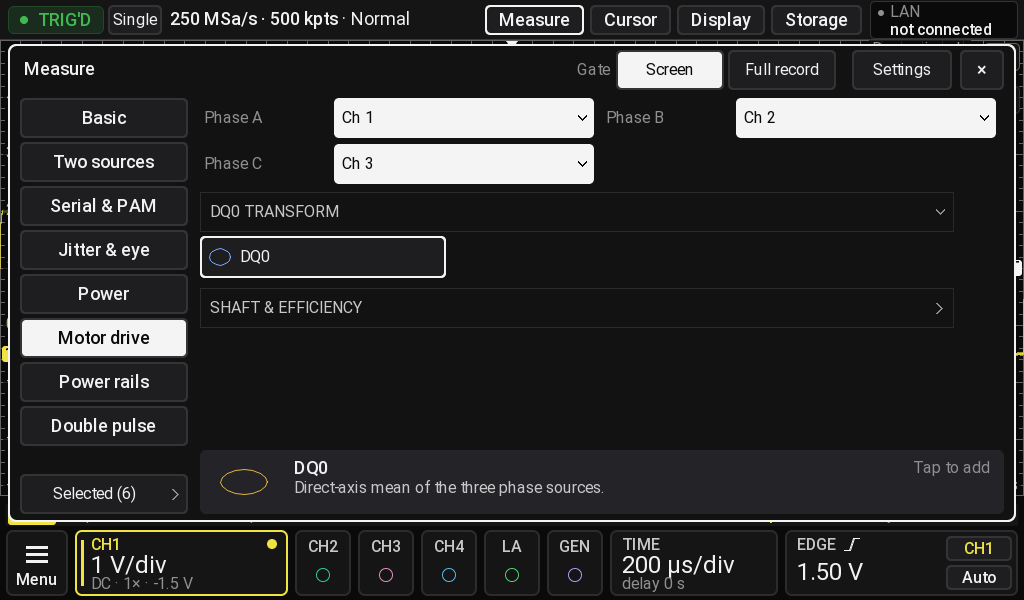 TRIG'D Single 250 MSa/s · 500 kpts · Normal Measure Cursor Display Storage LAN
not connected
Measure Gate Screen Full record Settings ×
Basic Phase A Ch 1 Phase B Ch 2
Two sources Phase C Ch 3
Serial & PAM DQ0 TRANSFORM
Jitter & eye DQ0
Power SHAFT & EFFICIENCY
Motor drive
Power rails
Double pulse
DQ0 Tap to add
Direct-axis mean of the three phase sources.
Selected (6)
CH1 CH2 CH3 CH4 LA GEN TIME EDGE CH1
1 V/div 200 µs/div 1.50 V
DC · 1× · -1.5 V delay 0 s Auto
Menu